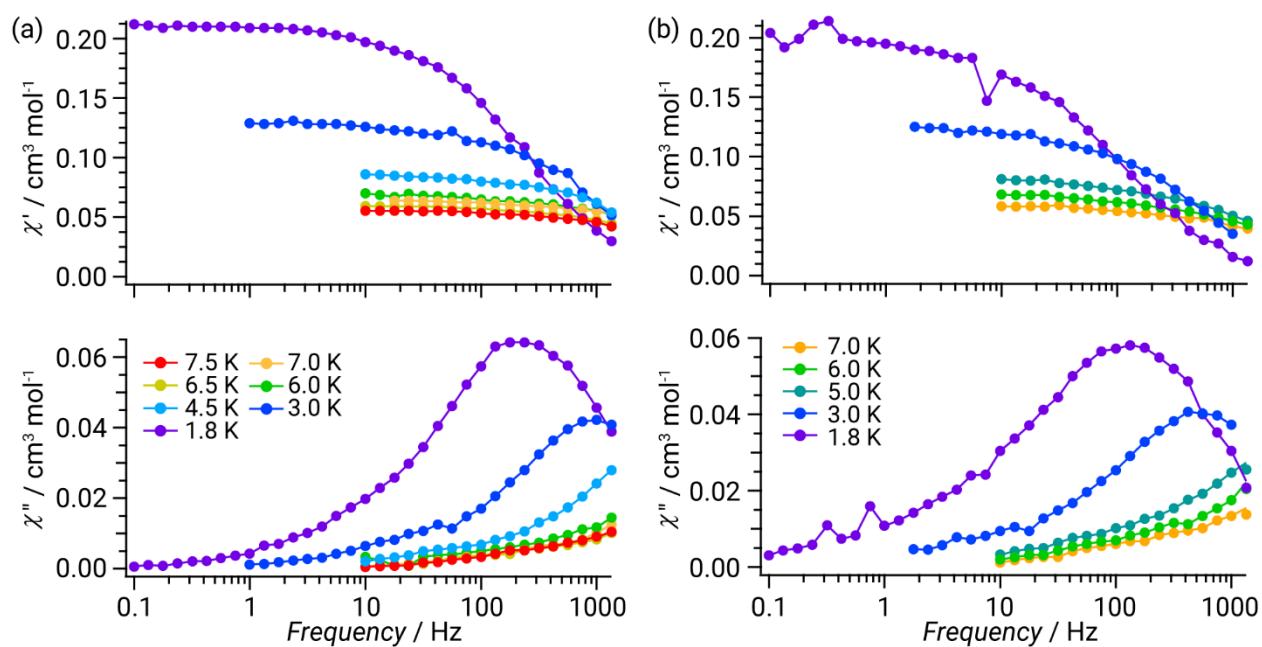 (a)
0.20
0.15
0.10
0.05
0.00
χ' / cm³ mol⁻¹
(b)
0.20
0.15
0.10
0.05
0.00
χ' / cm³ mol⁻¹
0.06
0.04
0.02
0.00
χ" / cm³ mol⁻¹
7.5 K 7.0 K
6.5 K 6.0 K
4.5 K 3.0 K
1.8 K
0.1 1 10 100 1000
Frequency / Hz
0.06
0.04
0.02
0.00
χ" / cm³ mol⁻¹
7.0 K
6.0 K
5.0 K
3.0 K
1.8 K
0.1 1 10 100 1000
Frequency / Hz